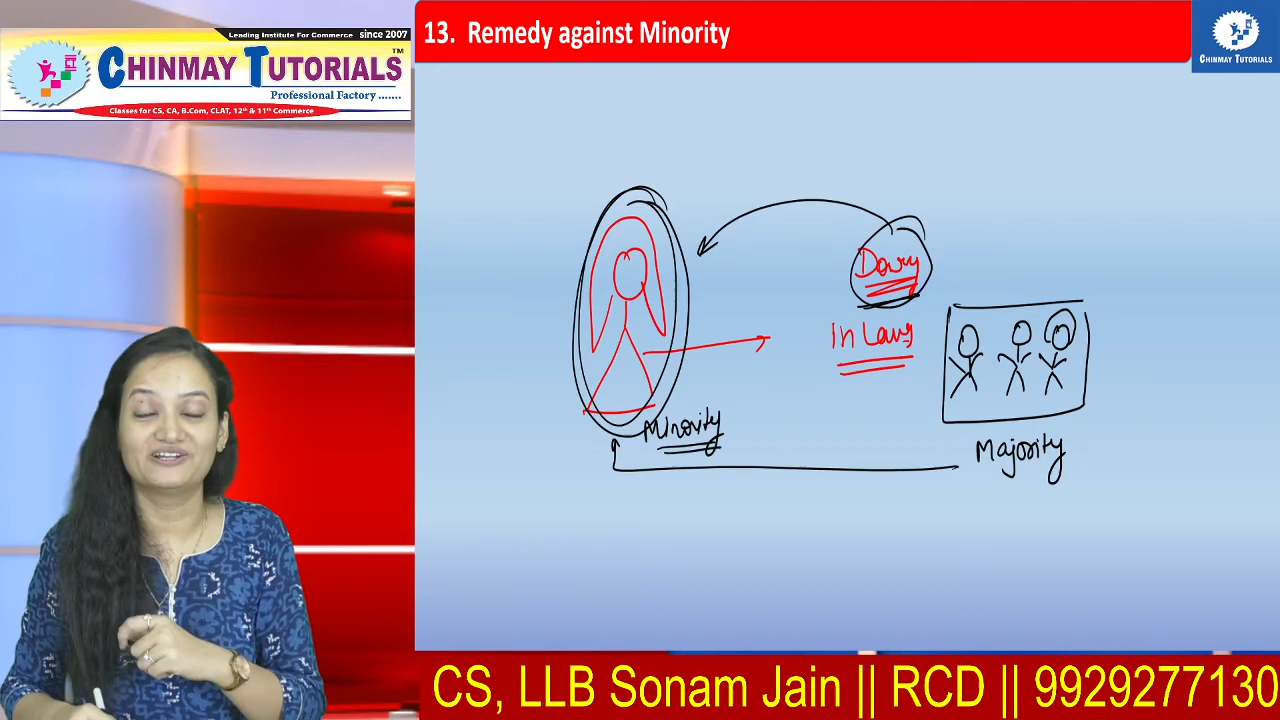 Leading Institute For Commerce since 2007
CHINMAY TUTORIALS™
Professional Factory .......
Classes for CS, CA, B.Com, CLAT, 12th & 11th Commerce
13. Remedy against Minority
CHINMAY TUTORIALS
Dowry
In Laws
Minority
Majority
CS, LLB Sonam Jain || RCD || 9929277130